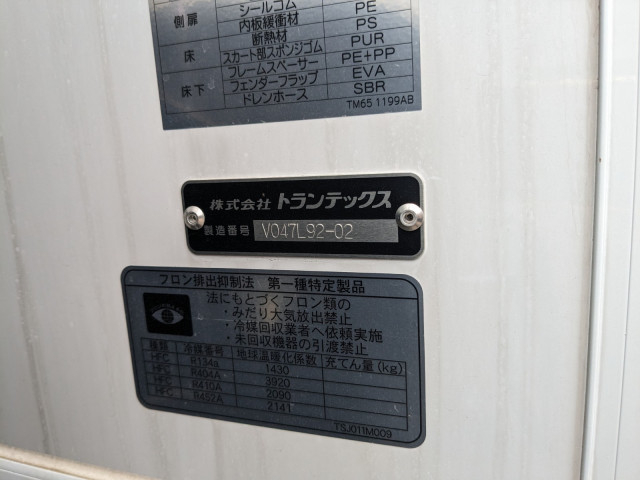 シールゴム PE
側扉 内板緩衝材 PS
断熱材 PUR
床 スカート部スポンジゴム PE+PP
フレームスペーサー EVA
床下 フェンダーフラップ SBR
ドレンホース
TM65 1199AB
株式会社 トランテックス
製造番号 V047L92-02
フロン排出抑制法 第一種特定製品
法にもとづくフロン類の
・みだり大気放出禁止
・冷媒回収業者へ依頼実施
・未回収機器の引渡禁止
種類 冷媒番号 地球温暖化係数 充てん量(kg)
HFC R134a 1430
HFC R404A 3920
HFC R410A 2090
HFC R452A 2141
TSJ011M009